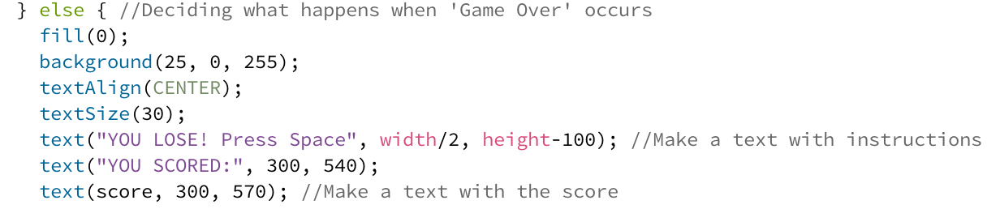 } else { //Deciding what happens when 'Game Over' occurs
fill(0);
background(25, 0, 255);
textAlign(CENTER);
textSize(30);
text("YOU LOSE! Press Space", width/2, height-100); //Make a text with instructions
text("YOU SCORED:", 300, 540);
text(score, 300, 570); //Make a text with the score